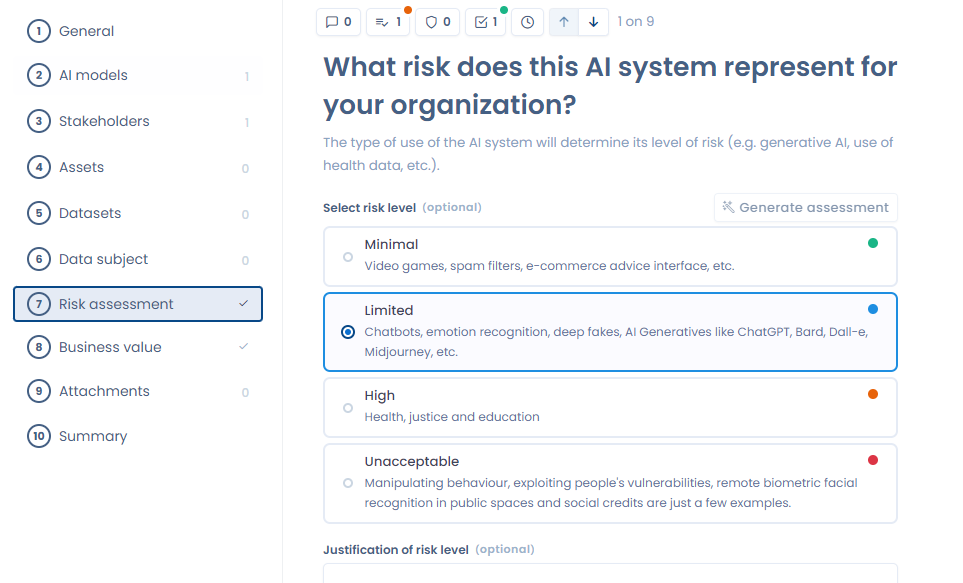 1 General
2 AI models 1
3 Stakeholders 1
4 Assets 0
5 Datasets 0
6 Data subject 0
7 Risk assessment
8 Business value
9 Attachments 0
10 Summary
0 1 0 1 1 on 9
What risk does this AI system represent for
your organization?
The type of use of the AI system will determine its level of risk (e.g. generative AI, use of
health data, etc.).
Select risk level (optional) Generate assessment
Minimal
Video games, spam filters, e-commerce advice interface, etc.
Limited
Chatbots, emotion recognition, deep fakes, AI Generatives like ChatGPT, Bard, Dall-e,
Midjourney, etc.
High
Health, justice and education
Unacceptable
Manipulating behaviour, exploiting people's vulnerabilities, remote biometric facial
recognition in public spaces and social credits are just a few examples.
Justification of risk level (optional)